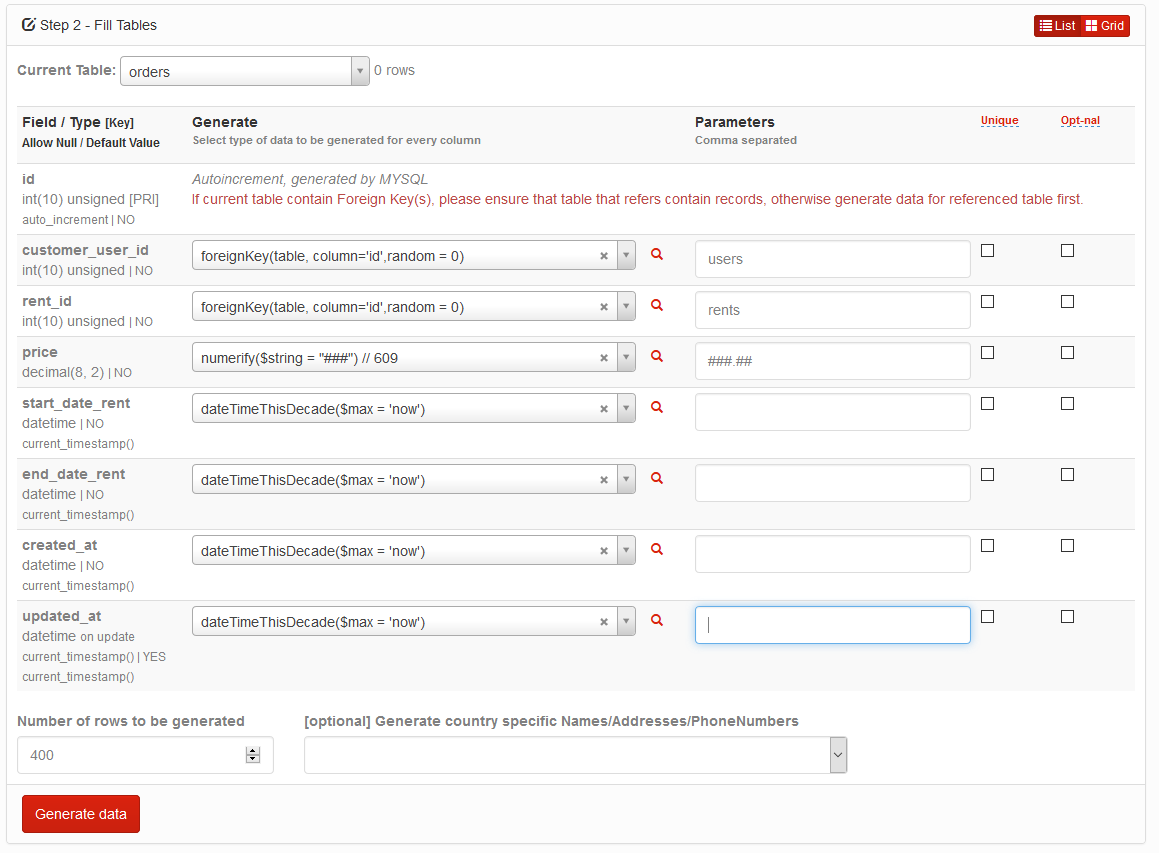 Step 2 - Fill Tables
List Grid
Current Table: orders 0 rows
Field / Type [Key] Generate Parameters Unique Opt-nal
Allow Null / Default Value Select type of data to be generated for every column Comma separated
id Autoincrement, generated by MYSQL
int(10) unsigned [PRI] If current table contain Foreign Key(s), please ensure that table that refers contain records, otherwise generate data for referenced table first.
auto_increment | NO
customer_user_id foreignKey(table, column='id',random = 0) × users
int(10) unsigned | NO
rent_id foreignKey(table, column='id',random = 0) × rents
int(10) unsigned | NO
price numerify($string = "###") // 609 × ###.##
decimal(8, 2) | NO
start_date_rent dateTimeThisDecade($max = 'now') ×
datetime | NO
current_timestamp()
end_date_rent dateTimeThisDecade($max = 'now') ×
datetime | NO
current_timestamp()
created_at dateTimeThisDecade($max = 'now') ×
datetime | NO
current_timestamp()
updated_at dateTimeThisDecade($max = 'now') ×
datetime on update
current_timestamp() | YES
current_timestamp()
Number of rows to be generated [optional] Generate country specific Names/Addresses/PhoneNumbers
400
Generate data